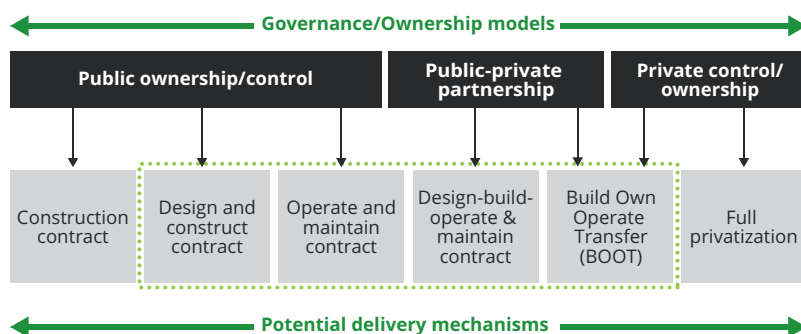 Governance/Ownership models
Public ownership/control
Public-private
partnership
Private control/
ownership
Construction
contract
Design and
construct
contract
Operate and
maintain
contract
Design-build-
operate &
maintain
contract
Build Own
Operate
Transfer
(BOOT)
Full
privatization
Potential delivery mechanisms